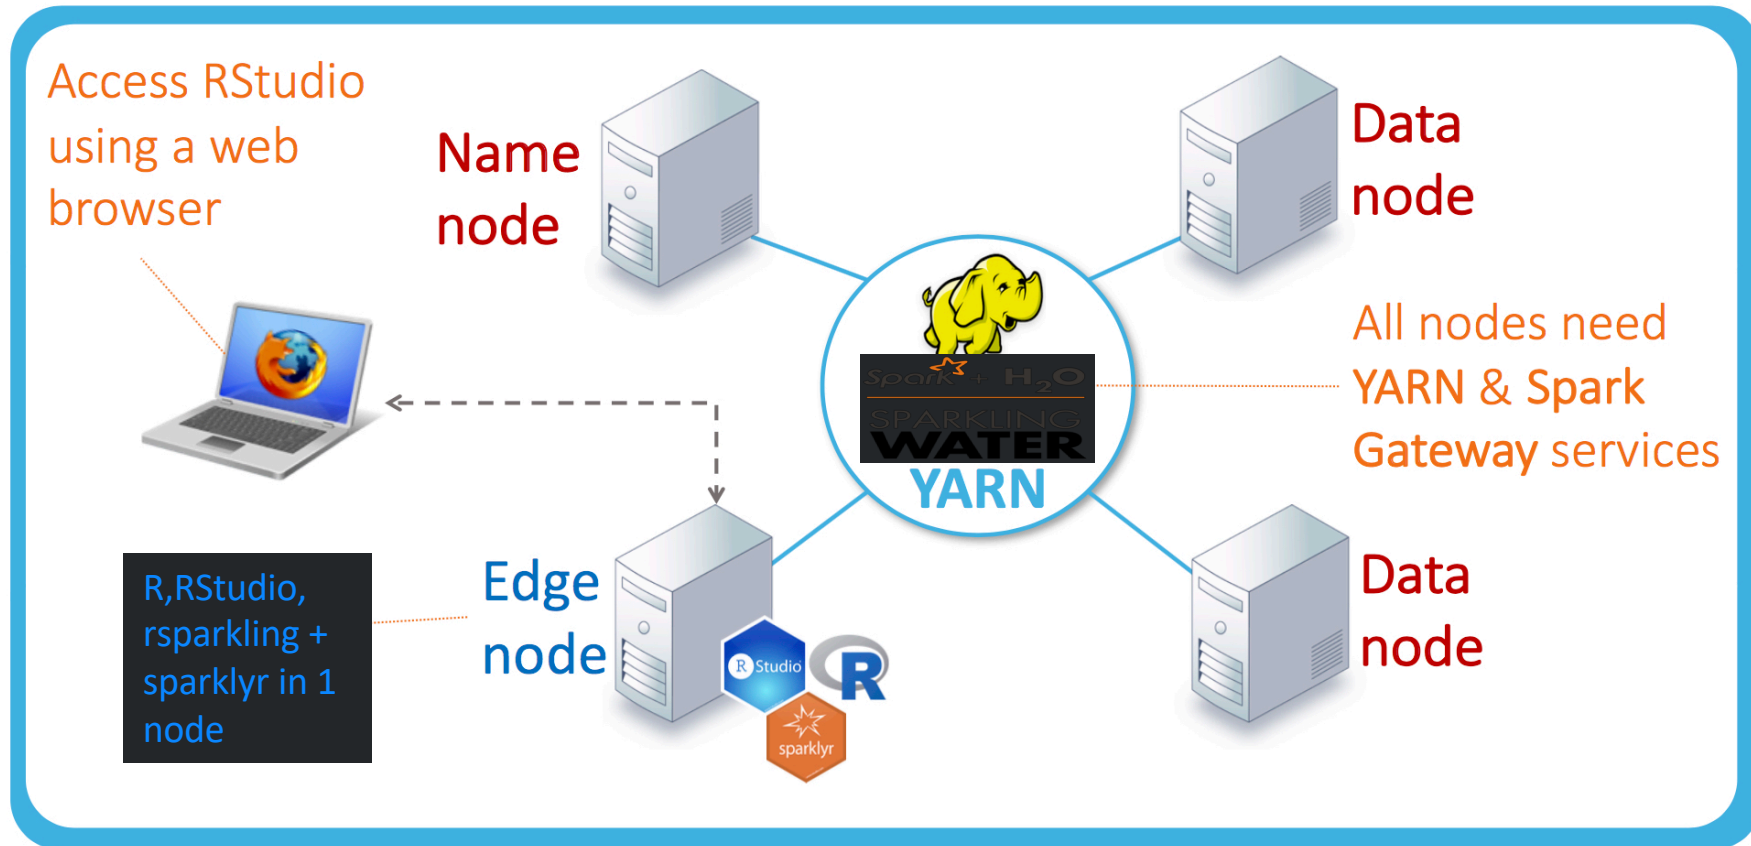 Access RStudio
using a web
browser
Name
node
Data
node
Spark + H2O
SPARKLING
WATER
YARN
All nodes need
YARN & Spark
Gateway services
R,RStudio,
rsparkling +
sparklyr in 1
node
Edge
node
R Studio
R
sparklyr
Data
node